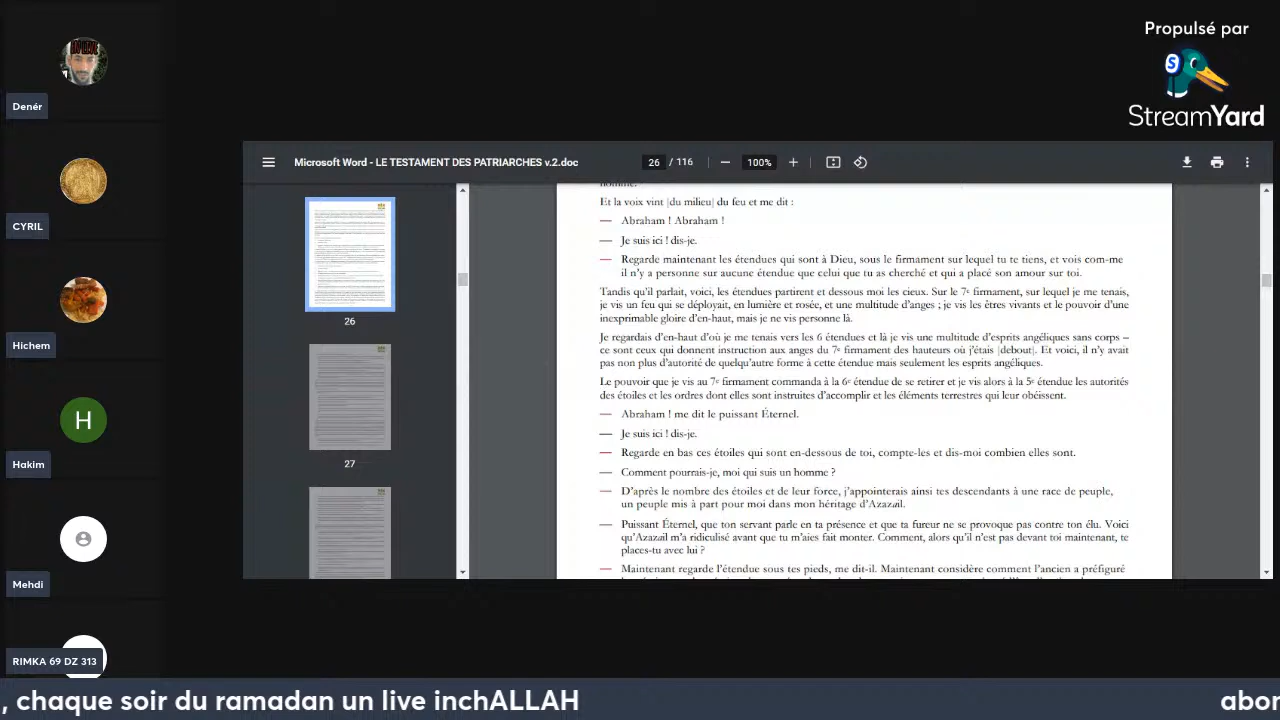 Propulsé par
StreamYard
Denér
Cyril
Hichem
H
Hakim
Mehdi
RIMKA 69 DZ 313
Microsoft Word - LE TESTAMENT DES PATRIARCHES v.2.doc
26 / 116
100%
26
27
homme.
Et la voix vint |du milieu| du feu et me dit :
— Abraham ! Abraham !
— Je suis ici ! dis-je.
— Regarde maintenant les étendues qui sont à Dieu, sous le firmament sur lequel tu te tiens, et vois com-me
il n'y a personne sur aucune étendue que celui que tu as cherché et qui a placé son amour sur toi.
Tandis qu'il parlait, voici, les étendues partirent et dessous moi les cieux. Sur le 7e firmament sur lequel je me tenais,
je vis un feu qui se déployait, en lumière et rosée, et une multitude d'anges ; je vis les êtres vivants et le pouvoir d'une
inexprimable gloire d'en-haut, mais je ne vis personne là.
Je regardais d'en-haut d'où je me tenais vers les étendues et là je vis une multitude d'esprits angéliques sans corps –
ce sont ceux qui donnent instruction aux anges du 7e firmament des hauteurs où j'étais |debout|. Et voici, il n'y avait
pas non plus d'autorité de quelqu'autre forme à cette étendue mais seulement les esprits angéliques.
Le pouvoir que je vis au 7e firmament commanda à la 6e étendue de se retirer et je vis alors à la 5e étendue les autorités
des étoiles et les ordres dont elles sont instruites d'accomplir et les éléments terrestres qui leur obéissent.
— Abraham ! me dit le puissant Éternel.
— Je suis ici ! dis-je.
— Regarde en bas ces étoiles qui sont en-dessous de toi, compte-les et dis-moi combien elles sont.
— Comment pourrais-je, moi qui suis un homme ?
— D'après le nombre des étoiles et de leur force, j'appointerais ainsi tes descendants à une race de peuple,
un peuple mis à part pour moi dans mon héritage d'Azazail.
— Puissant Éternel, que ton servant parle en ta présence et que ta fureur ne se provoque pas contre ton élu. Voici
qu'Azazail m'a ridiculisé avant que tu m'aies fait monter. Comment, alors qu'il n'est pas devant toi maintenant, te
places-tu avec lui ?
— Maintenant regarde l'étendue sous tes pieds, me dit-il. Maintenant considère comment l'ancien a préfiguré
, chaque soir du ramadan un live inchALLAH
abor